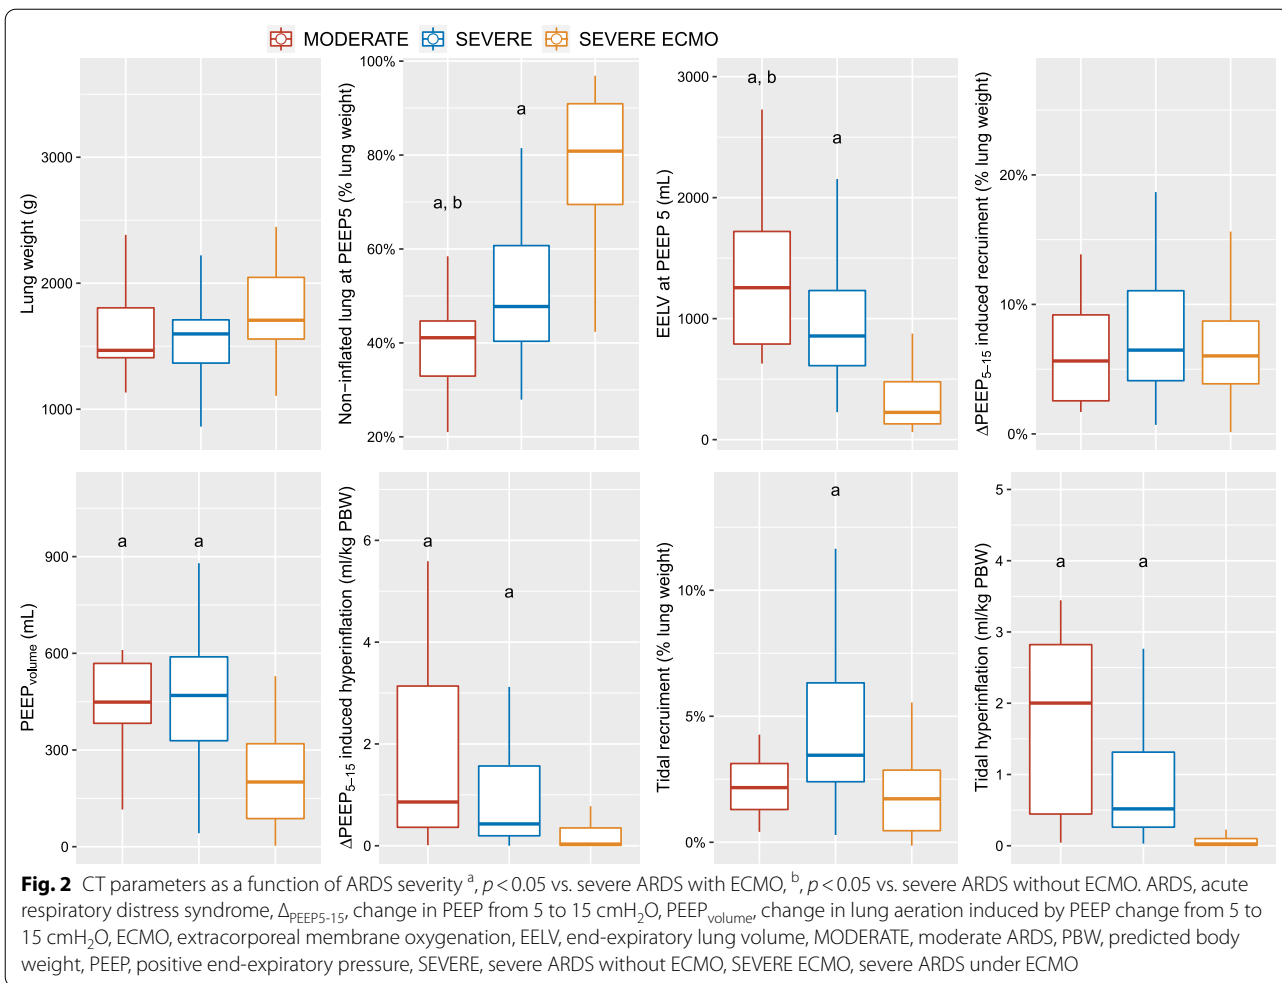 MODERATE SEVERE SEVERE ECMO
Lung weight (g)
3000
2000
1000
Non−inflated lung at PEEP5 (% lung weight)
100%
80%
60%
40%
20%
a, b
a
EELV at PEEP 5 (mL)
3000
2000
1000
0
a, b
a
ΔPEEP5−15 induced recruiment (% lung weight)
20%
10%
0%
PEEPvolume (mL)
900
600
300
0
a
a
ΔPEEP5−15 induced hyperinflation (ml/kg PBW)
6
4
2
0
a
a
Tidal recruiment (% lung weight)
10%
5%
0%
a
Tidal hyperinflation (ml/kg PBW)
5
4
3
2
1
0
a
a
Fig. 2 CT parameters as a function of ARDS severity a, p < 0.05 vs. severe ARDS with ECMO, b, p < 0.05 vs. severe ARDS without ECMO. ARDS, acute
respiratory distress syndrome, ΔPEEP5-15, change in PEEP from 5 to 15 cmH2O, PEEPvolume, change in lung aeration induced by PEEP change from 5 to
15 cmH2O, ECMO, extracorporeal membrane oxygenation, EELV, end-expiratory lung volume, MODERATE, moderate ARDS, PBW, predicted body
weight, PEEP, positive end-expiratory pressure, SEVERE, severe ARDS without ECMO, SEVERE ECMO, severe ARDS under ECMO